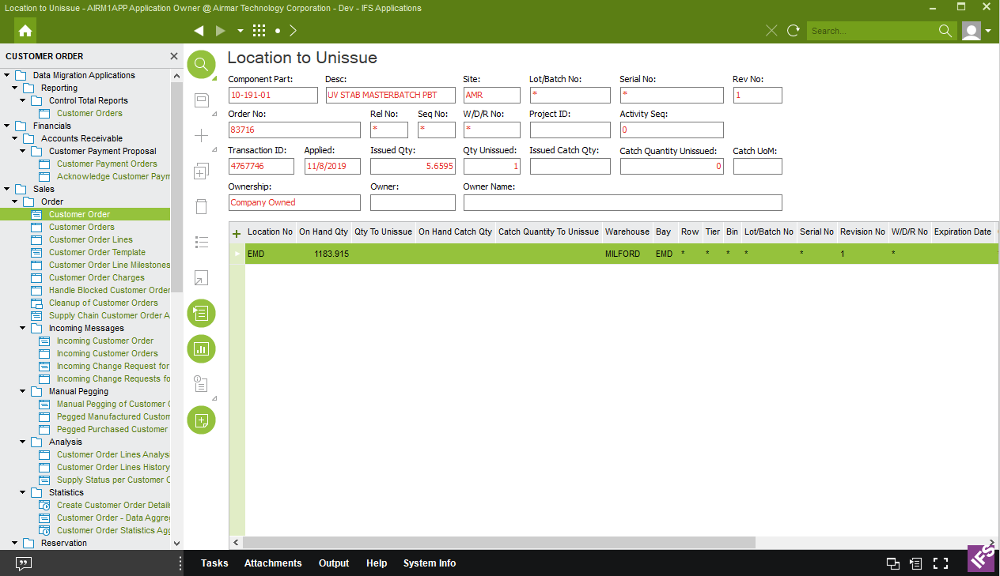 Location to Unissue - AIRM1APP Application Owner @ Airmar Technology Corporation - Dev - IFS Applications
Search...
CUSTOMER ORDER
Data Migration Applications
Reporting
Control Total Reports
Customer Orders
Financials
Accounts Receivable
Customer Payment Proposal
Customer Payment Orders
Acknowledge Customer Paym
Sales
Order
Customer Order
Customer Orders
Customer Order Lines
Customer Order Template
Customer Order Line Milestones
Customer Order Charges
Handle Blocked Customer Order
Cleanup of Customer Orders
Supply Chain Customer Order A
Incoming Messages
Incoming Customer Order
Incoming Customer Orders
Incoming Change Request for
Incoming Change Requests fo
Manual Pegging
Manual Pegging of Customer O
Pegged Manufactured Custom
Pegged Purchased Customer
Analysis
Customer Order Lines Analysi
Customer Order Lines History
Supply Status per Customer O
Statistics
Create Customer Order Details
Customer Order - Data Aggre
Customer Order Statistics Agg
Reservation
Location to Unissue
Component Part: Desc: Site: Lot/Batch No: Serial No: Rev No:
10-191-01 UV STAB MASTERBATCH PBT AMR * * 1
Order No: Rel No: Seq No: W/D/R No: Project ID: Activity Seq:
83716 * * * 0
Transaction ID: Applied: Issued Qty: Qty Unissued: Issued Catch Qty: Catch Quantity Unissued: Catch UoM:
4767746 11/8/2019 5.6595 1 0
Ownership: Owner: Owner Name:
Company Owned
Location No On Hand Qty Qty To Unissue On Hand Catch Qty Catch Quantity To Unissue Warehouse Bay Row Tier Bin Lot/Batch No Serial No Revision No W/D/R No Expiration Date
EMD 1183.915 MILFORD EMD * * * * * 1 *
Tasks Attachments Output Help System Info
IFS